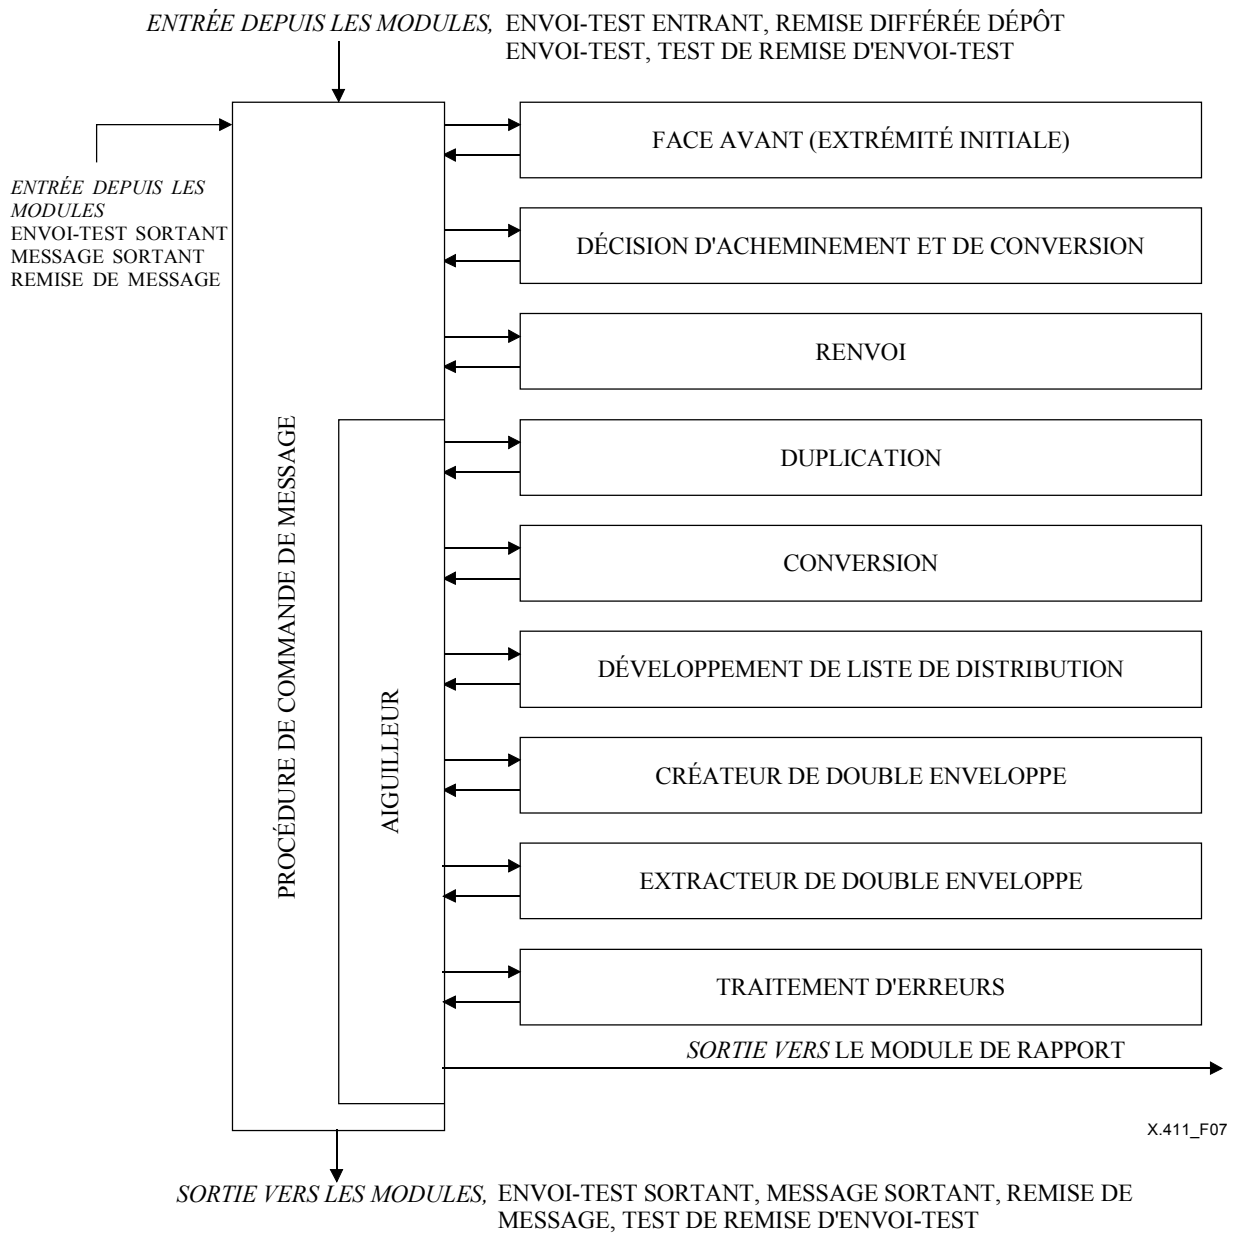 ENTRÉE DEPUIS LES MODULES, ENVOI-TEST ENTRANT, REMISE DIFFÉRÉE DÉPÔT
ENVOI-TEST, TEST DE REMISE D'ENVOI-TEST
ENTRÉE DEPUIS LES
MODULES
ENVOI-TEST SORTANT
MESSAGE SORTANT
REMISE DE MESSAGE
PROCÉDURE DE COMMANDE DE MESSAGE
AIGUILLEUR
FACE AVANT (EXTRÉMITÉ INITIALE)
DÉCISION D'ACHEMINEMENT ET DE CONVERSION
RENVOI
DUPLICATION
CONVERSION
DÉVELOPPEMENT DE LISTE DE DISTRIBUTION
CRÉATEUR DE DOUBLE ENVELOPPE
EXTRACTEUR DE DOUBLE ENVELOPPE
TRAITEMENT D'ERREURS
SORTIE VERS LE MODULE DE RAPPORT
X.411_F07
SORTIE VERS LES MODULES, ENVOI-TEST SORTANT, MESSAGE SORTANT, REMISE DE
MESSAGE, TEST DE REMISE D'ENVOI-TEST